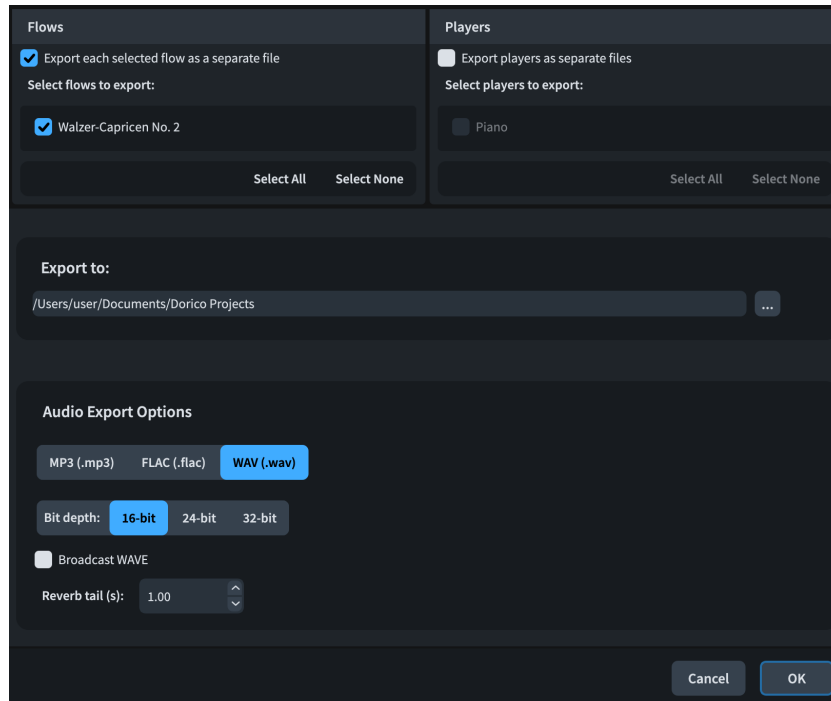 Flows
Export each selected flow as a separate file
Select flows to export:
Walzer-Capricen No. 2
Select All Select None
Players
Export players as separate files
Select players to export:
Piano
Select All Select None
Export to:
/Users/user/Documents/Dorico Projects
...
Audio Export Options
MP3 (.mp3) FLAC (.flac) WAV (.wav)
Bit depth: 16-bit 24-bit 32-bit
Broadcast WAVE
Reverb tail (s): 1.00
Cancel OK